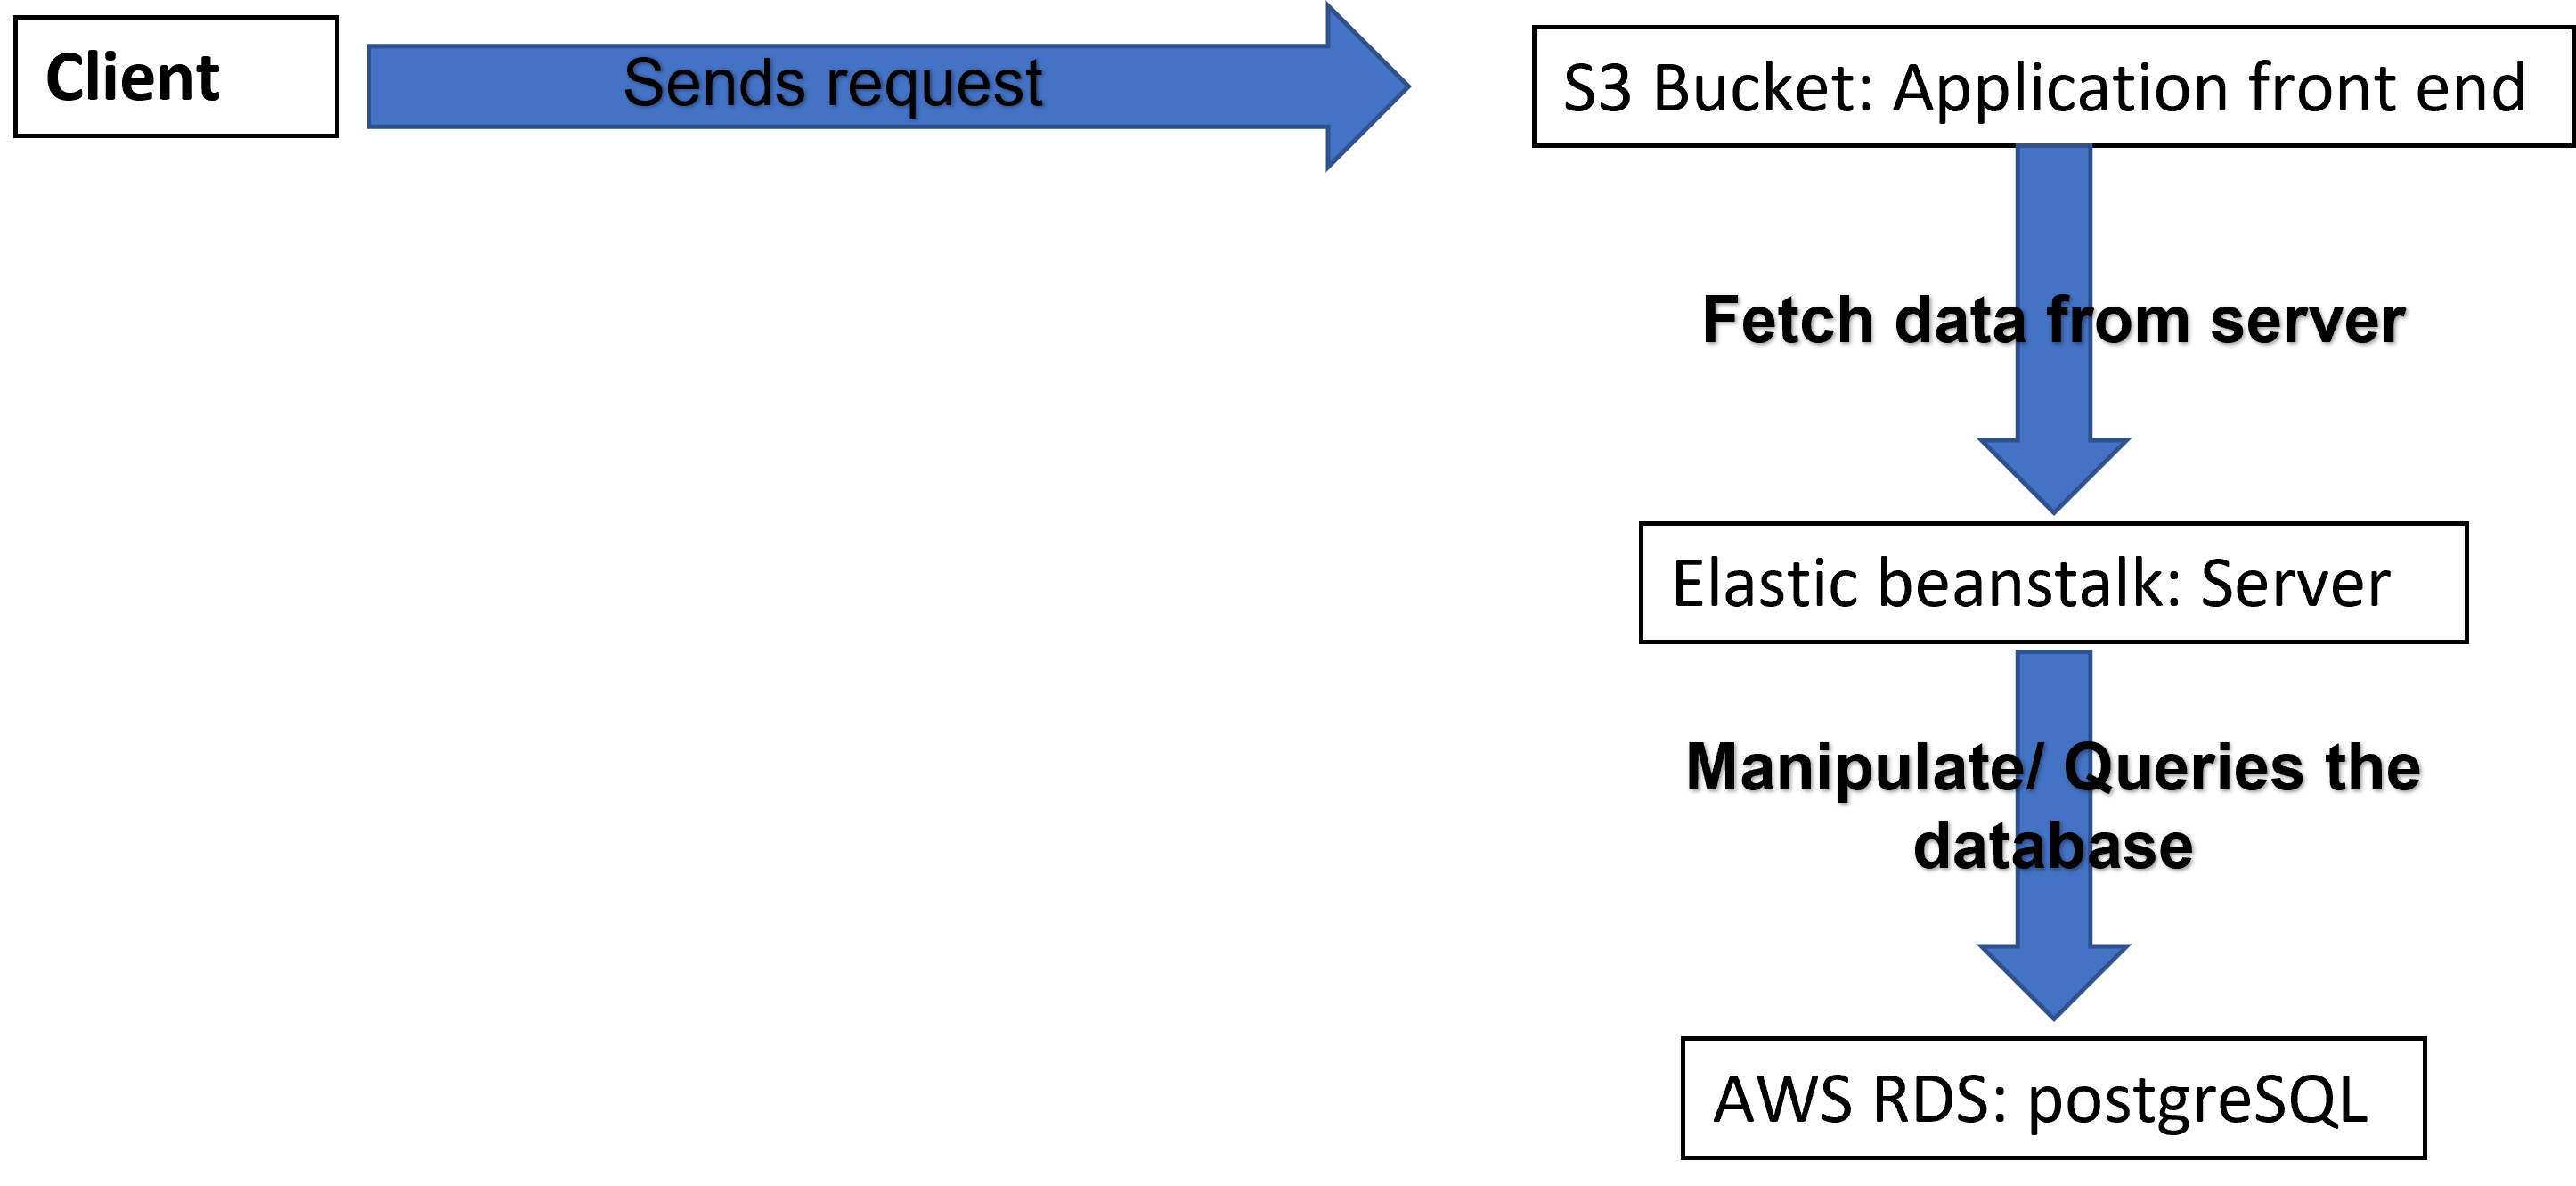 Client
Sends request
S3 Bucket: Application front end
Fetch data from server
Elastic beanstalk: Server
Manipulate/ Queries the
database
AWS RDS: postgreSQL